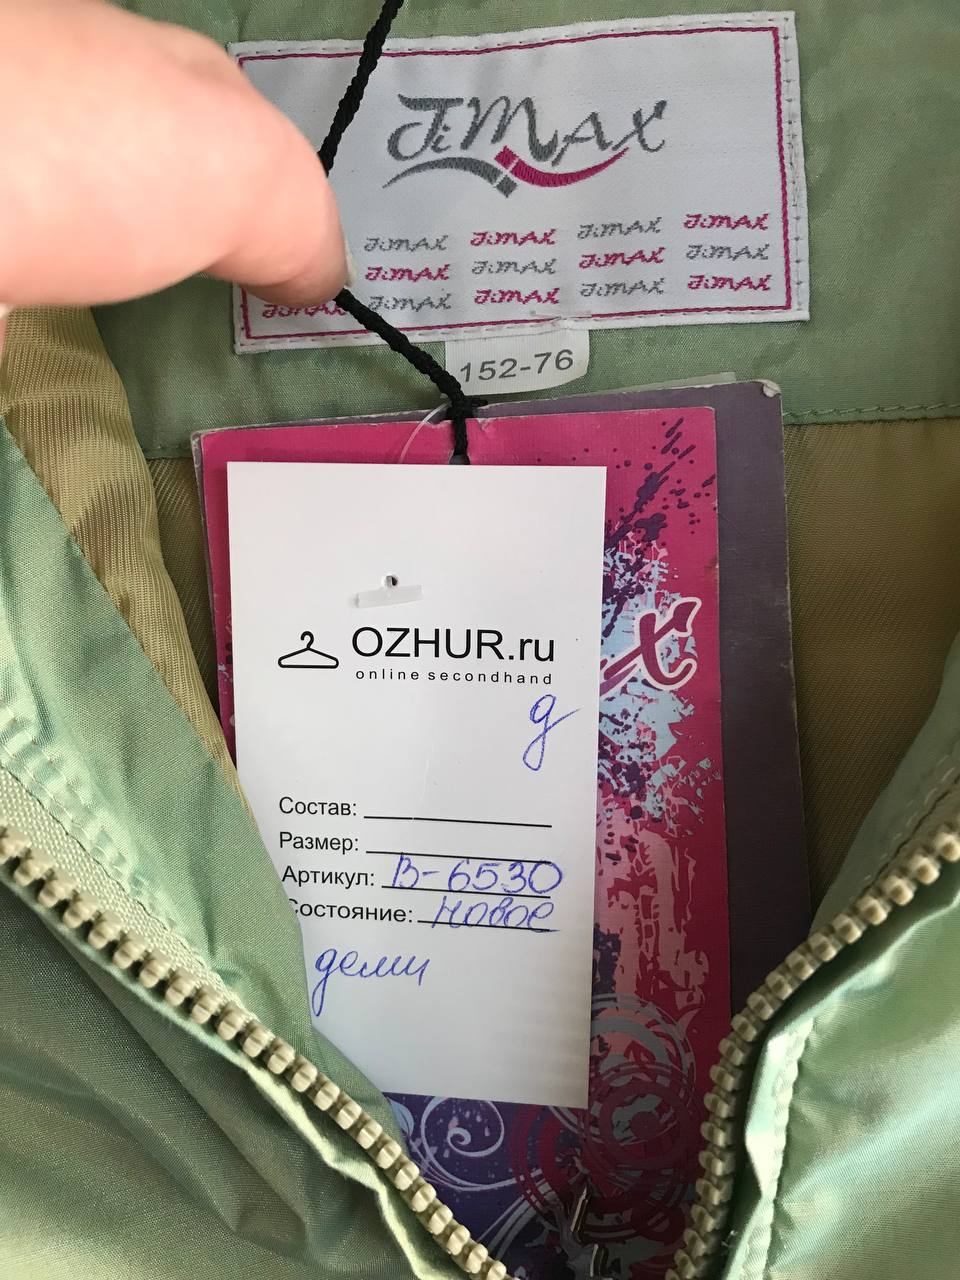 JiMAX
JiMAX JiMAX JiMAX JiMAX
JiMAX JiMAX JiMAX JiMAX
JiMAX JiMAX JiMAX JiMAX JiMAX
152-76
OZHUR.ru
online secondhand
д
Состав:
Размер:
Артикул: В-6530
Состояние: Новое
деми
x